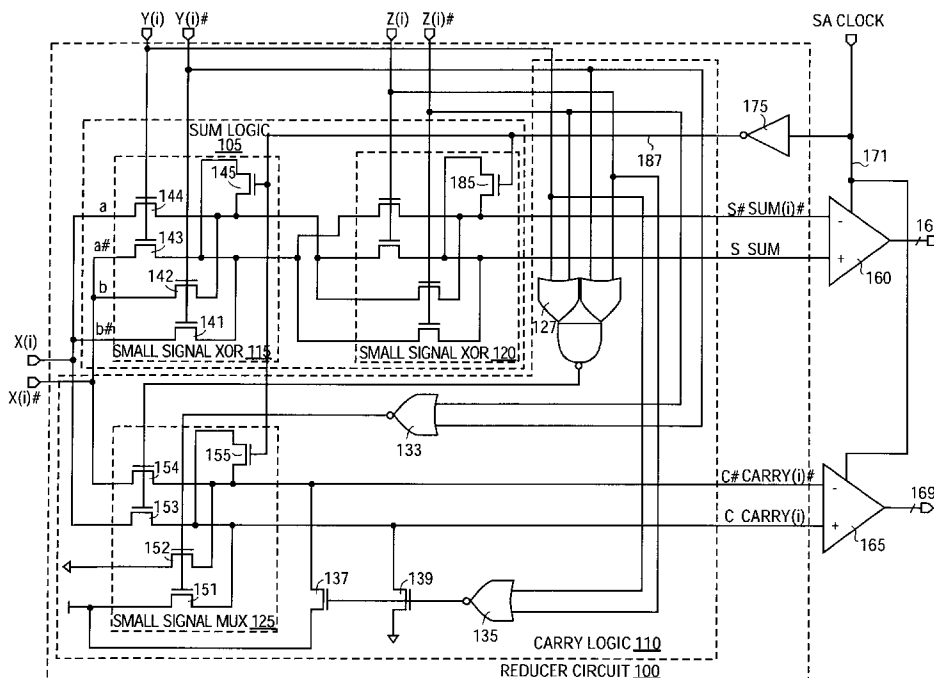 Y(i) Y(i)# Z(i) Z(i)# SA CLOCK
175
SUM LOGIC
105
187
171
145
185
a
144
S# SUM(i)#
-
16
a#
143
S SUM
+
160
b
142
127
b#
141
X(i)
SMALL SIGNAL XOR 115
SMALL SIGNAL XOR 120
X(i)#
133
155
154
C# CARRY(i)#
-
169
153
C CARRY(i)
+
165
152
137
139
151
135
SMALL SIGNAL MUX 125
CARRY LOGIC 110
REDUCER CIRCUIT 100